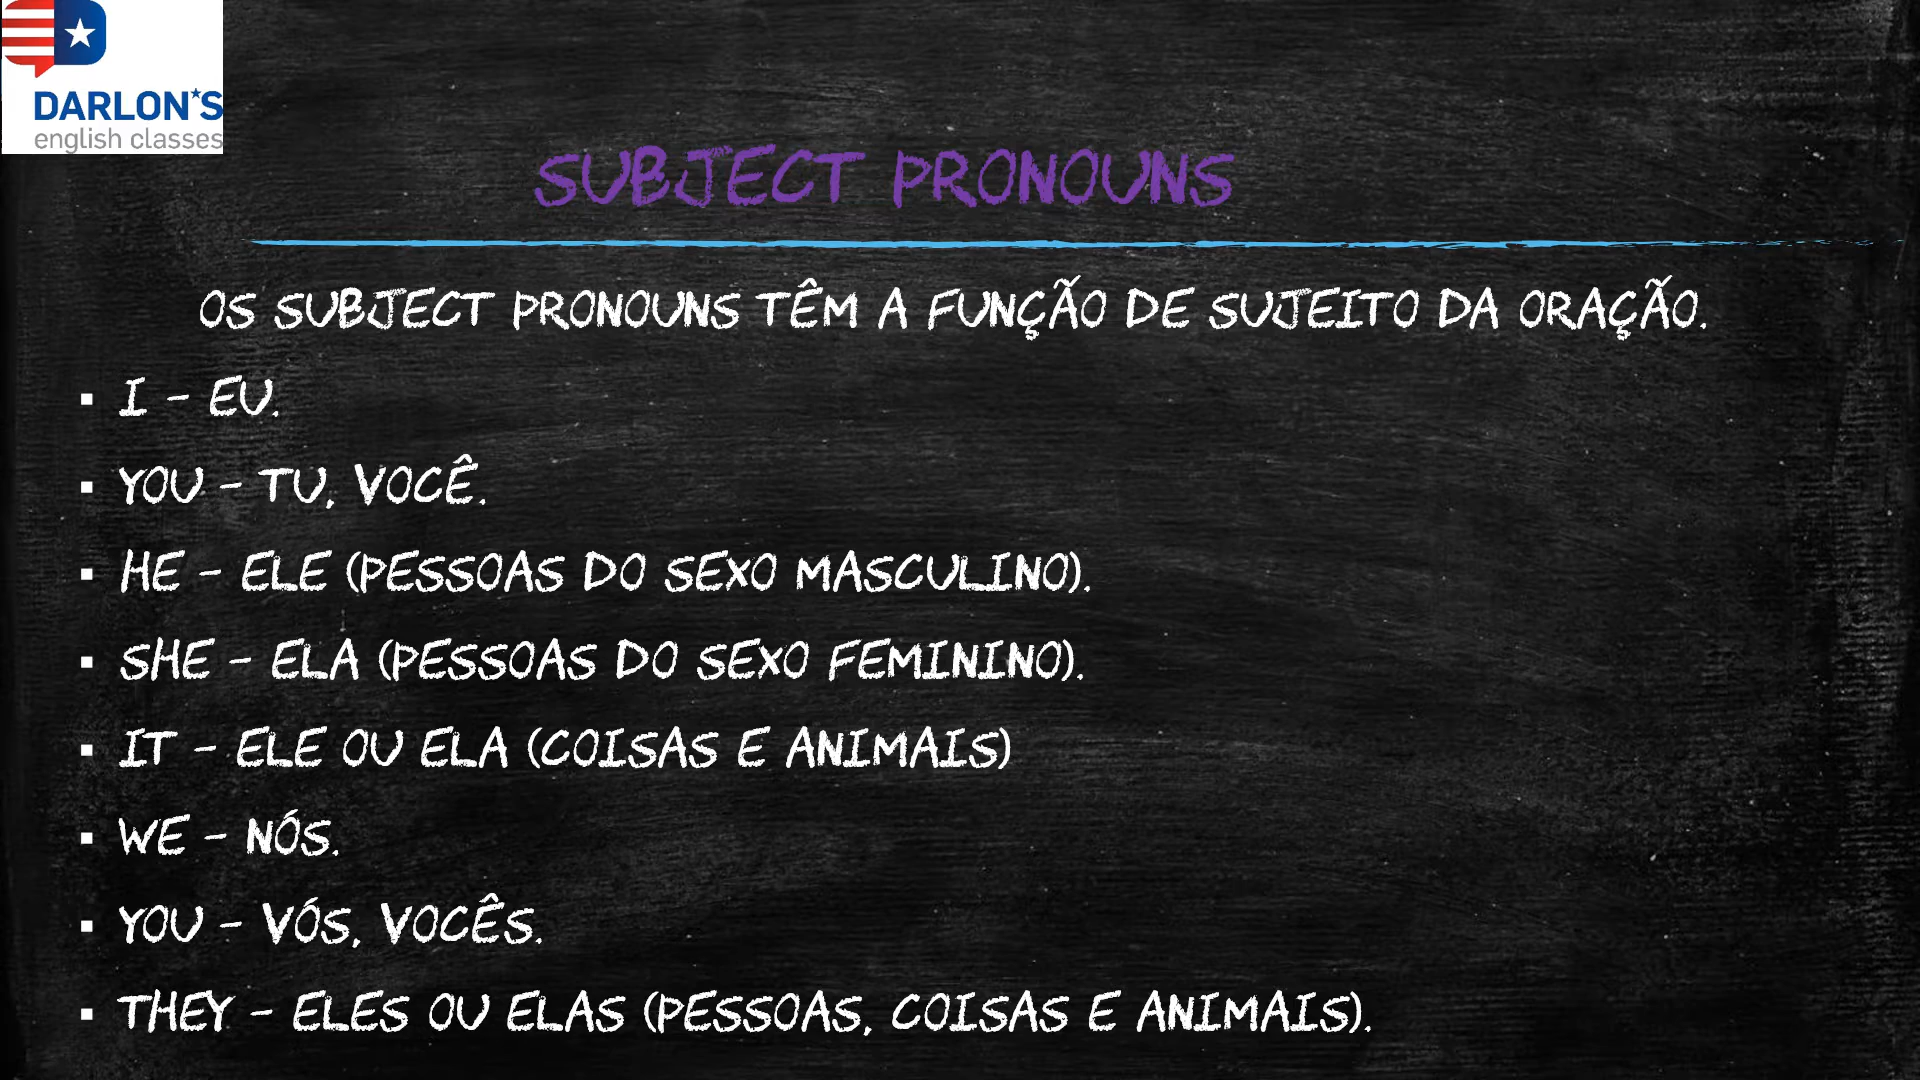 DARLON'S
english classes
SUBJECT PRONOUNS
OS SUBJECT PRONOUNS TÊM A FUNÇÃO DE SUJEITO DA ORAÇÃO.
▪ I – EU.
▪ YOU – TU, VOCÊ.
▪ HE – ELE (PESSOAS DO SEXO MASCULINO).
▪ SHE – ELA (PESSOAS DO SEXO FEMININO).
▪ IT – ELE OU ELA (COISAS E ANIMAIS)
▪ WE – NÓS.
▪ YOU – VÓS, VOCÊS.
▪ THEY – ELES OU ELAS (PESSOAS, COISAS E ANIMAIS).